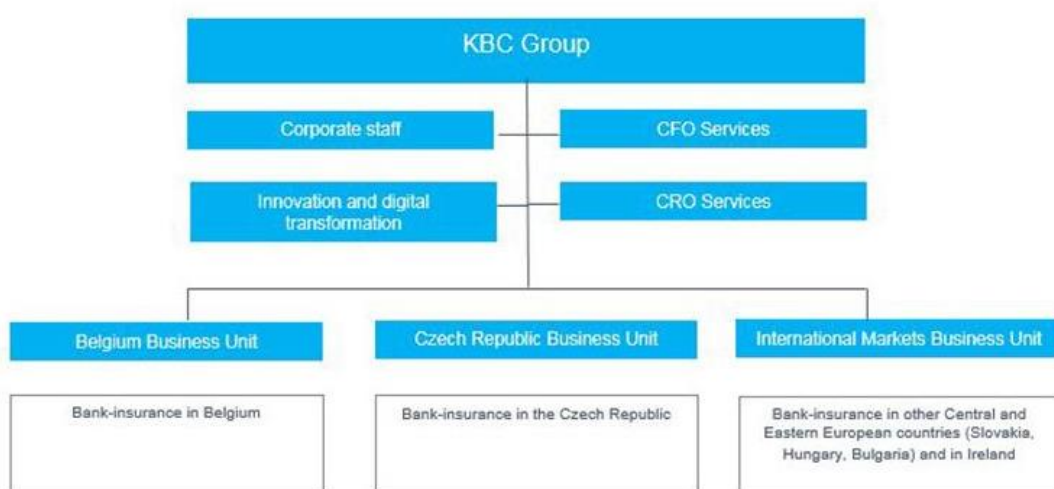 KBC Group
Corporate staff
CFO Services
Innovation and digital
transformation
CRO Services
Belgium Business Unit
Czech Republic Business Unit
International Markets Business Unit
Bank-insurance in Belgium
Bank-insurance in the Czech Republic
Bank-insurance in other Central and
Eastern European countries (Slovakia,
Hungary, Bulgaria) and in Ireland